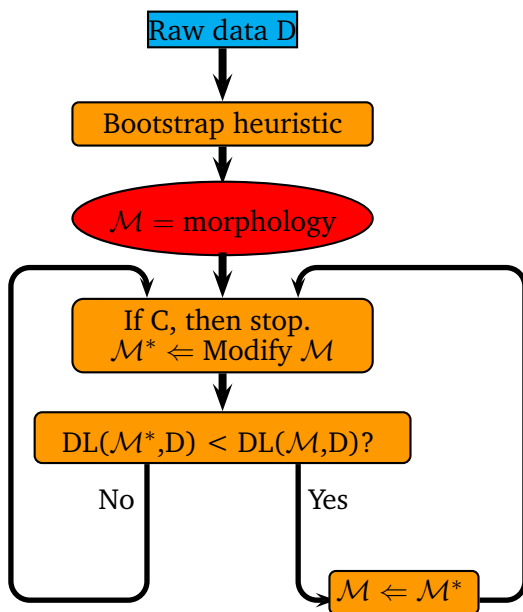 Raw data D
Bootstrap heuristic
ℳ = morphology
If C, then stop.
ℳ* ⇐ Modify ℳ
DL(ℳ*,D) < DL(ℳ,D)?
No
Yes
ℳ ⇐ ℳ*